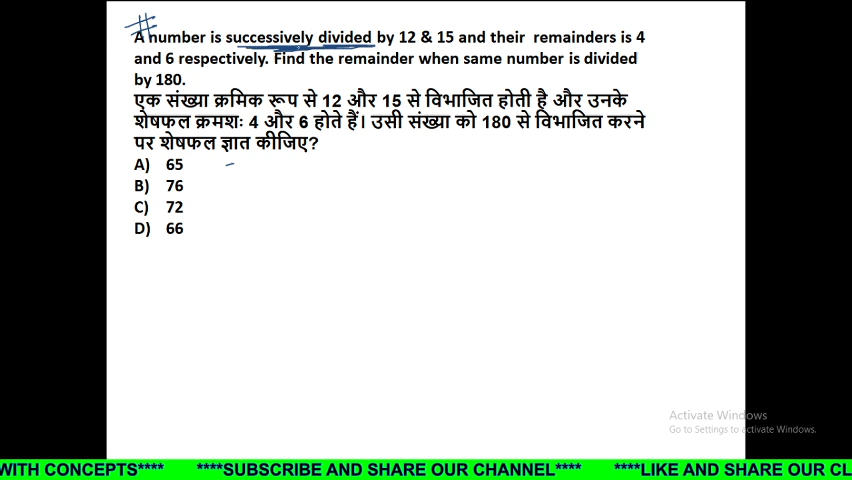 A number is successively divided by 12 & 15 and their remainders is 4
and 6 respectively. Find the remainder when same number is divided
by 180.
एक संख्या क्रमिक रूप से 12 और 15 से विभाजित होती है और उनके
शेषफल क्रमशः 4 और 6 होते हैं। उसी संख्या को 180 से विभाजित करने
पर शेषफल ज्ञात कीजिए?
A) 65
B) 76
C) 72
D) 66
Activate Windows
Go to Settings to activate Windows.
WITH CONCEPTS**** ****SUBSCRIBE AND SHARE OUR CHANNEL**** ****LIKE AND SHARE OUR CL